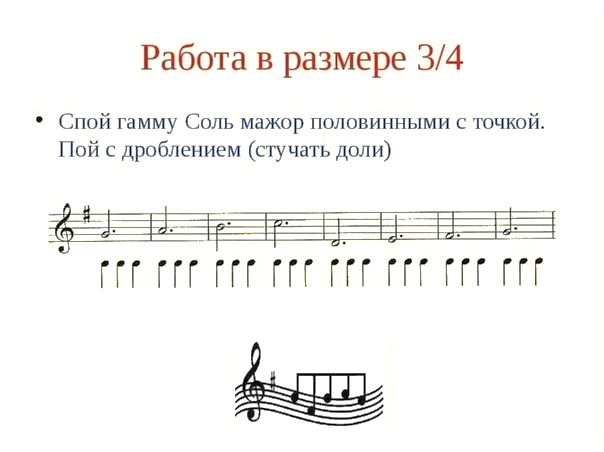 Работа в размере 3/4
• Спой гамму Соль мажор половинными с точкой.
Пой с дроблением (стучать доли)